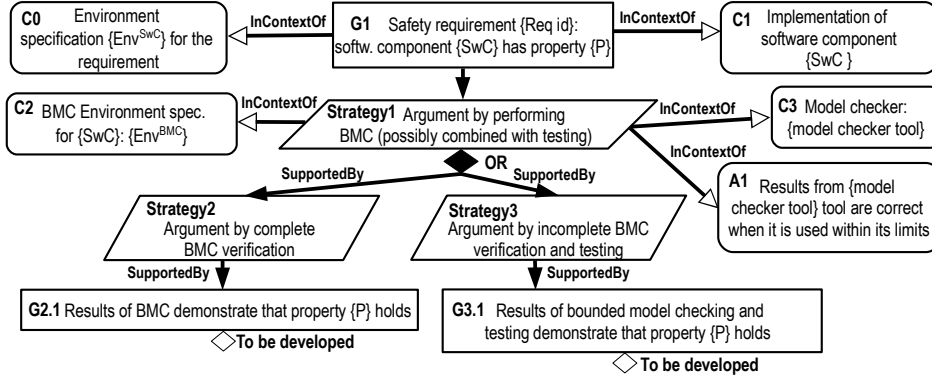 C0 Environment
specification {Env^SwC} for the
requirement
InContextOf
G1 Safety requirement {Req id}:
softw. component {SwC} has property {P}
InContextOf
C1 Implementation of
software component
{SwC }
C2 BMC Environment spec.
for {SwC}: {Env^BMC}
InContextOf
Strategy1 Argument by performing
BMC (possibly combined with testing)
InContextOf
C3 Model checker:
{model checker tool}
InContextOf
A1 Results from {model
checker tool} tool are correct
when it is used within its limits
OR
SupportedBy
SupportedBy
Strategy2
Argument by complete
BMC verification
Strategy3
Argument by incomplete BMC
verification and testing
SupportedBy
SupportedBy
G2.1 Results of BMC demonstrate that property {P} holds
To be developed
G3.1 Results of bounded model checking and
testing demonstrate that property {P} holds
To be developed